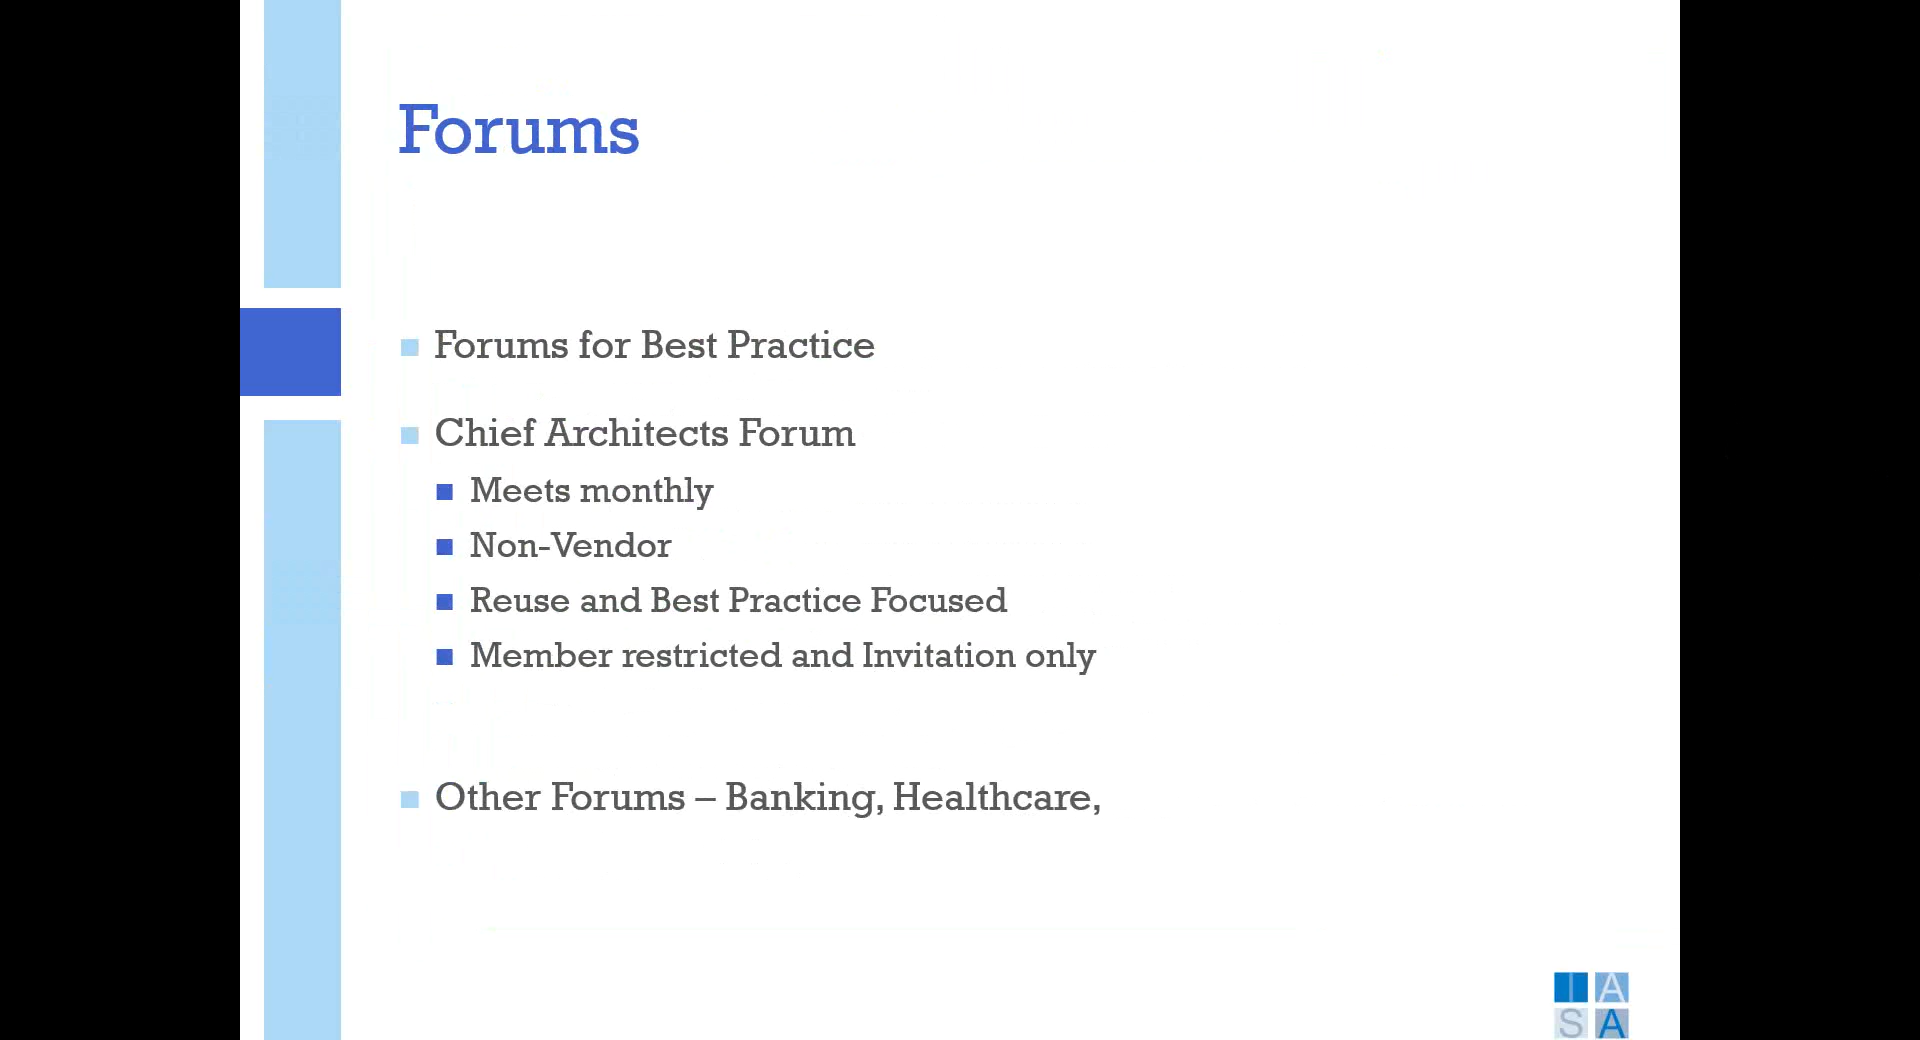 Forums
Forums for Best Practice
Chief Architects Forum
Meets monthly
Non-Vendor
Reuse and Best Practice Focused
Member restricted and Invitation only
Other Forums – Banking, Healthcare,
I A
S A